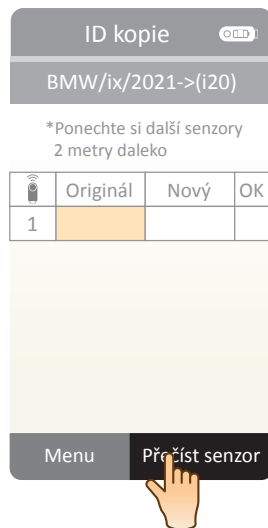 ID kopie
BMW/ix/2021->(i20)
*Ponechte si další senzory
2 metry daleko
Originál Nový OK
1
Menu Přečíst senzor